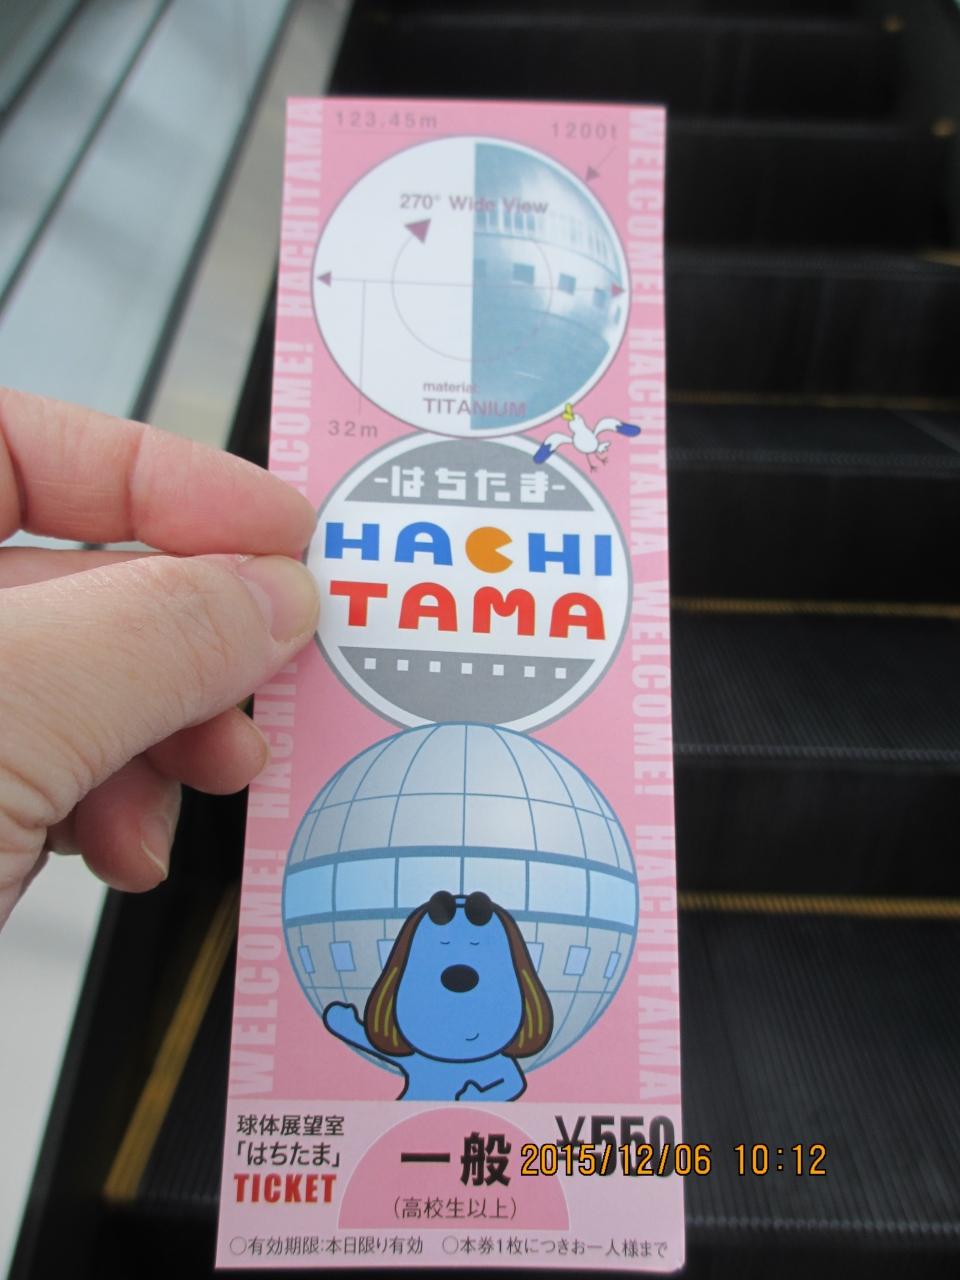 123.45m
1200t
270° Wide View
material:
TITANIUM
32m
WELCOME! HACHITAMA
WELCOME! HACHITAMA
WELCOME! HACHITAMA WELCOME! HACHITAMA
-はちたま-
HACHI
TAMA
球体展望室
「はちたま」
TICKET
一般
(高校生以上)
¥550
2015/12/06 10:12
○有効期限:本日限り有効 ○本券1枚につきお一人様まで